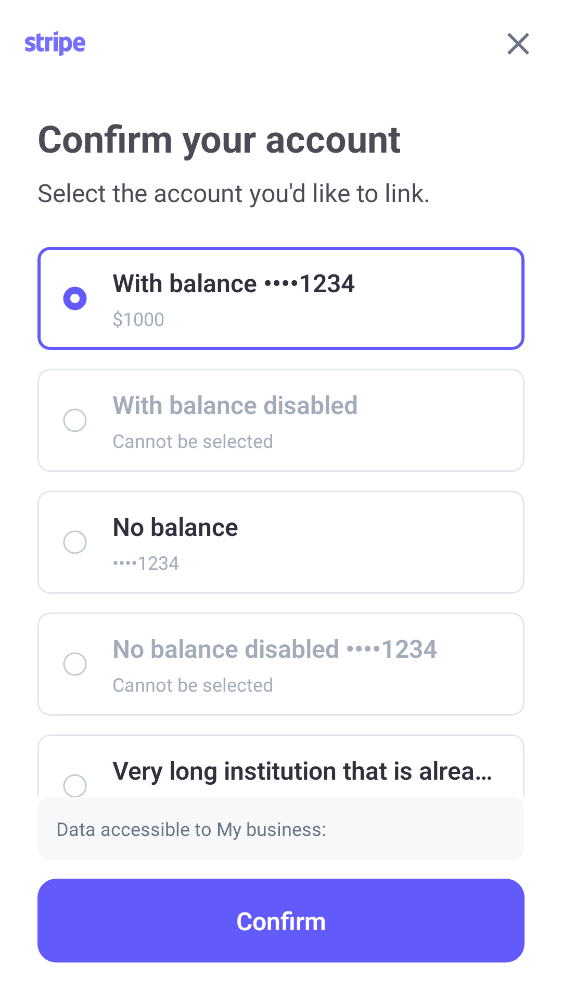 stripe
Confirm your account
Select the account you'd like to link.
With balance ••••1234
$1000
With balance disabled
Cannot be selected
No balance
••••1234
No balance disabled ••••1234
Cannot be selected
Very long institution that is alrea...
Data accessible to My business:
Confirm